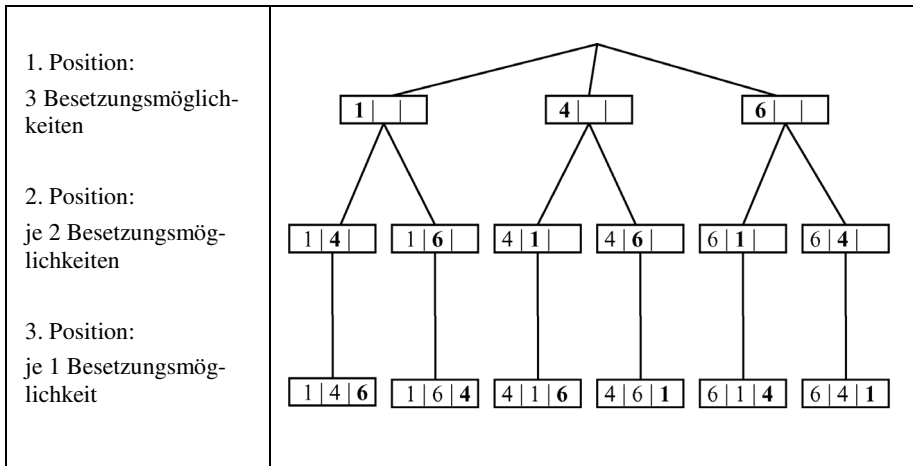 1. Position:
3 Besetzungsmöglich-
keiten
2. Position:
je 2 Besetzungsmög-
lichkeiten
3. Position:
je 1 Besetzungsmög-
lichkeit
1 | |
4 | |
6 | |
1 | 4 |
1 | 6 |
4 | 1 |
4 | 6 |
6 | 1 |
6 | 4 |
1 | 4 | 6
1 | 6 | 4
4 | 1 | 6
4 | 6 | 1
6 | 1 | 4
6 | 4 | 1